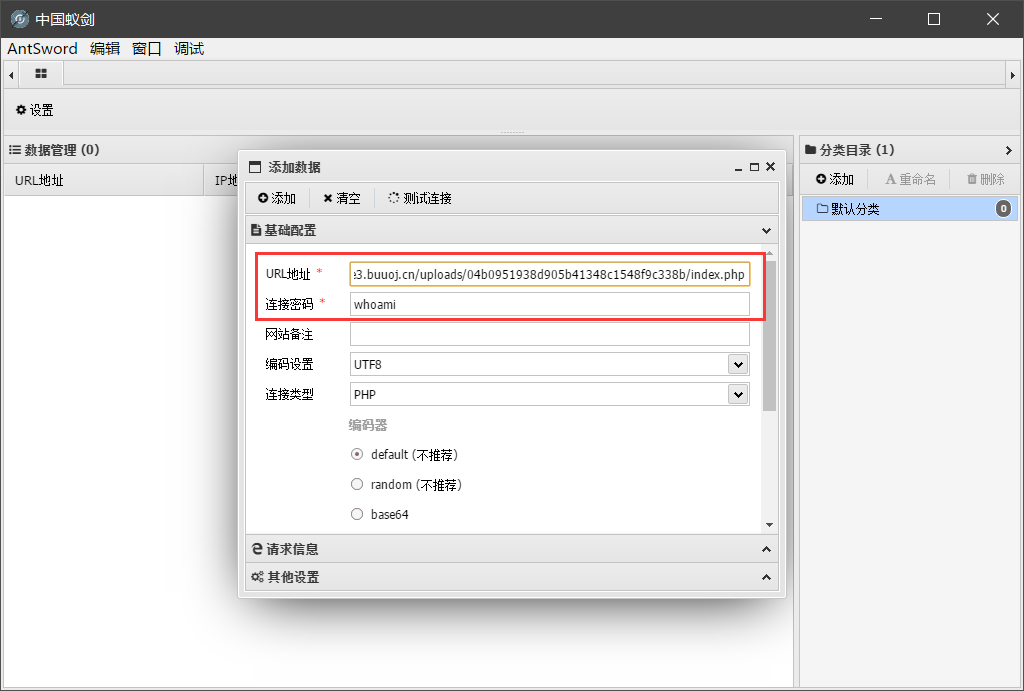 中国蚁剑
AntSword 编辑 窗口 调试
设置
数据管理 (0)
URL地址
分类目录 (1)
添加 重命名 删除
默认分类 0
添加数据
添加 清空 测试连接
基础配置
URL地址 * 3.buuoj.cn/uploads/04b0951938d905b41348c1548f9c338b/index.php
连接密码 * whoami
网站备注
编码设置 UTF8
连接类型 PHP
编码器
default (不推荐)
random (不推荐)
base64
请求信息
其他设置